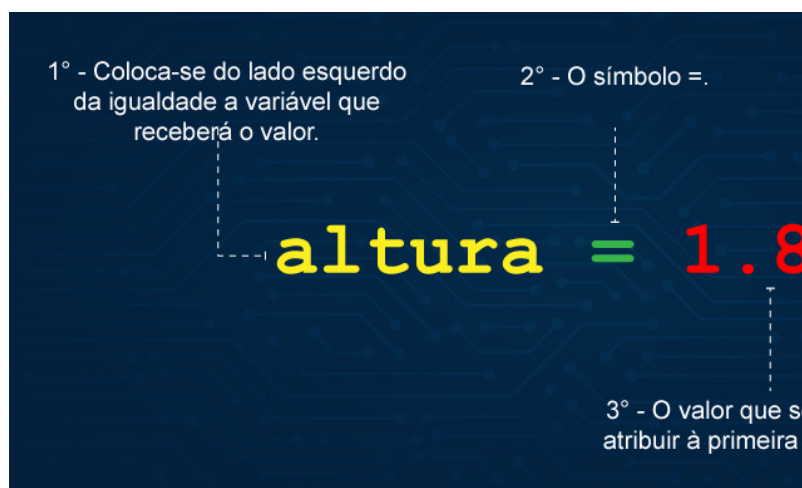 1° - Coloca-se do lado esquerdo
da igualdade a variável que
receberá o valor.
2° - O símbolo =.
altura = 1.8
3° - O valor que
atribuir à primeira